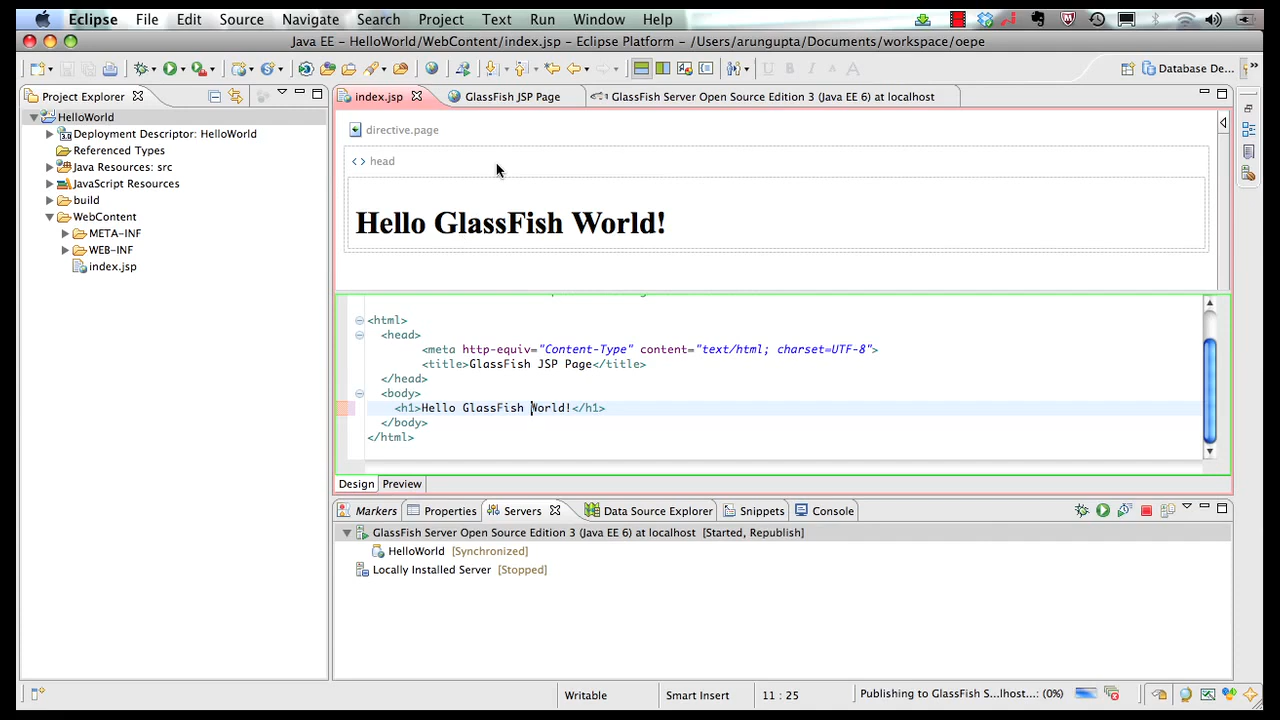 Eclipse File Edit Source Navigate Search Project Text Run Window Help
Java EE - HelloWorld/WebContent/index.jsp - Eclipse Platform - /Users/arungupta/Documents/workspace/oepe
Database De...
Project Explorer
HelloWorld
Deployment Descriptor: HelloWorld
Referenced Types
Java Resources: src
JavaScript Resources
build
WebContent
META-INF
WEB-INF
index.jsp
index.jsp GlassFish JSP Page GlassFish Server Open Source Edition 3 (Java EE 6) at localhost
directive.page
head
Hello GlassFish World!
<html>
<head>
<meta http-equiv="Content-Type" content="text/html; charset=UTF-8">
<title>GlassFish JSP Page</title>
</head>
<body>
<h1>Hello GlassFish World!</h1>
</body>
</html>
Design Preview
Markers Properties Servers Data Source Explorer Snippets Console
GlassFish Server Open Source Edition 3 (Java EE 6) at localhost [Started, Republish]
HelloWorld [Synchronized]
Locally Installed Server [Stopped]
Writable Smart Insert 11 : 25 Publishing to GlassFish S...lhost...: (0%)